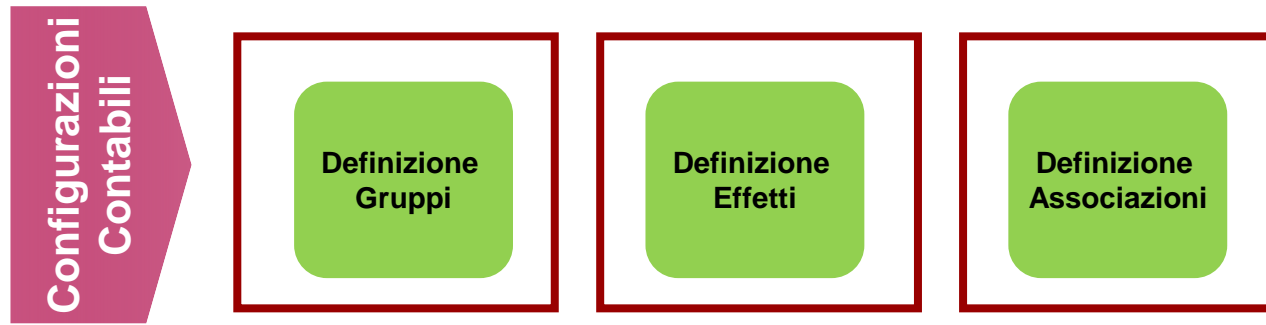 Configurazioni
Contabili
Definizione
Gruppi
Definizione
Effetti
Definizione
Associazioni